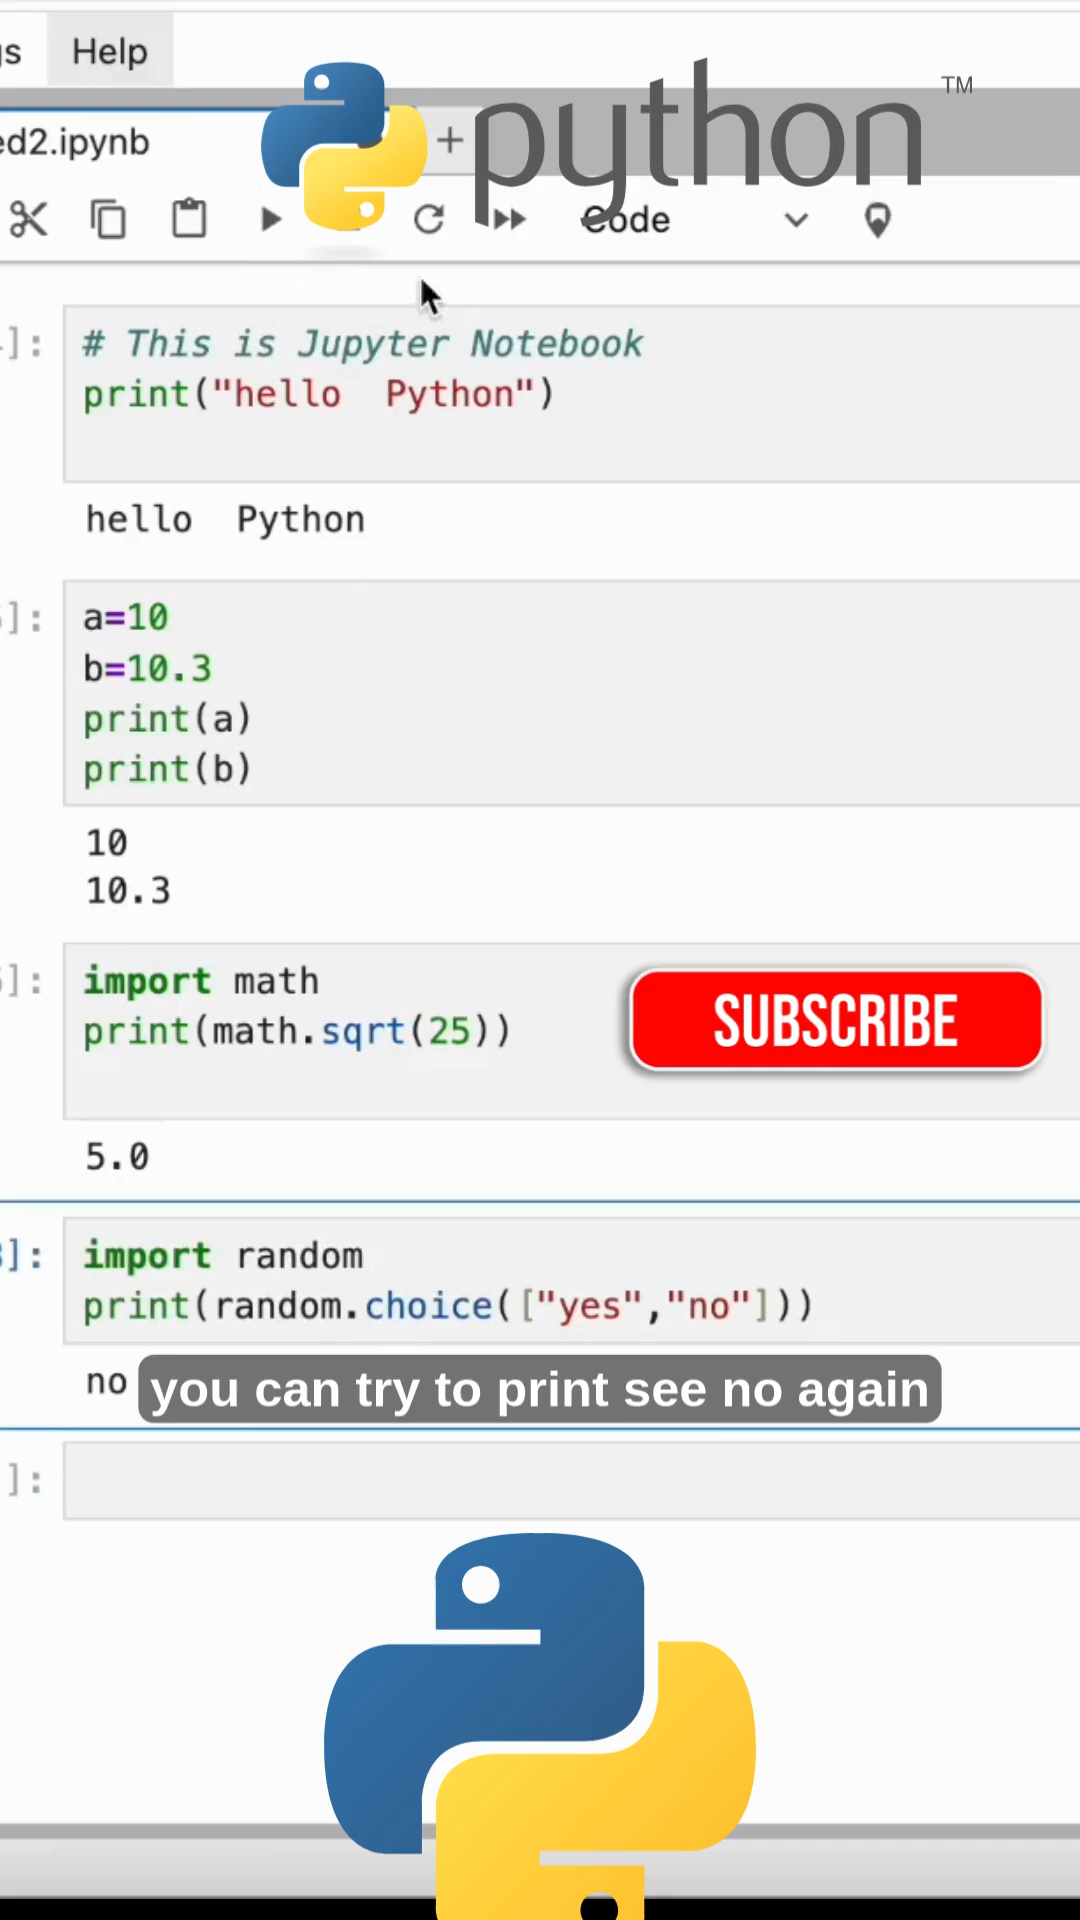 Help
python
TM
ed2.ipynb
+
Code
]:
# This is Jupyter Notebook
print("hello  Python")
hello  Python
]:
a=10
b=10.3
print(a)
print(b)
10
10.3
]:
import math
print(math.sqrt(25))
SUBSCRIBE
5.0
]:
import random
print(random.choice(["yes","no"]))
no
you can try to print see no again
]: